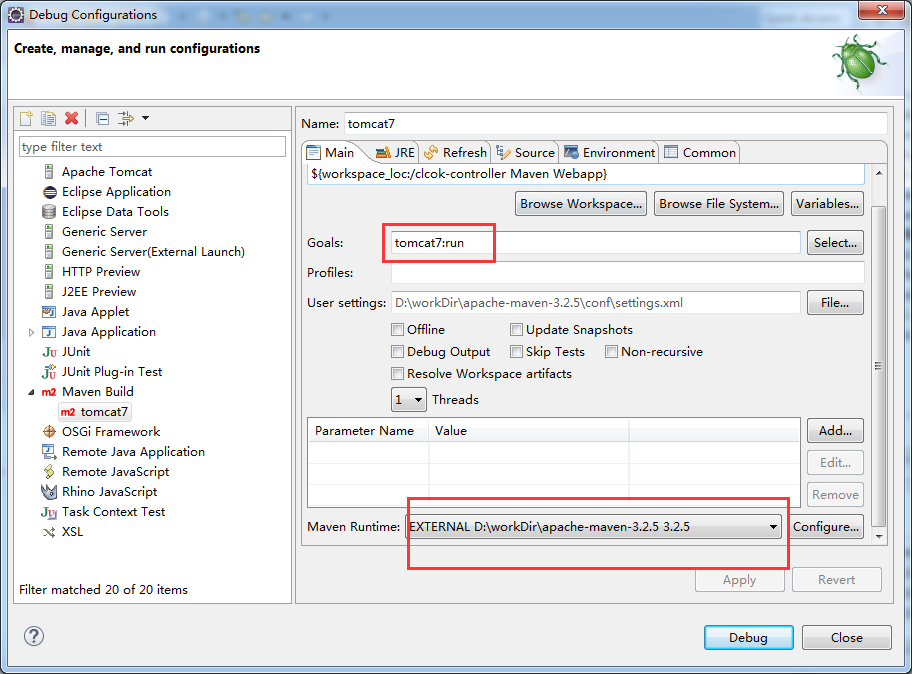 Debug Configurations
Create, manage, and run configurations
type filter text
Apache Tomcat
Eclipse Application
Eclipse Data Tools
Generic Server
Generic Server(External Launch)
HTTP Preview
J2EE Preview
Java Applet
Java Application
JUnit
JUnit Plug-in Test
Maven Build
m2 tomcat7
OSGi Framework
Remote Java Application
Remote JavaScript
Rhino JavaScript
Task Context Test
XSL
Filter matched 20 of 20 items
Name: tomcat7
Main JRE Refresh Source Environment Common
${workspace_loc:/clcok-controller Maven Webapp}
Browse Workspace... Browse File System... Variables...
Goals: tomcat7:run Select...
Profiles:
User settings: D:\workDir\apache-maven-3.2.5\conf\settings.xml File...
Offline Update Snapshots
Debug Output Skip Tests Non-recursive
Resolve Workspace artifacts
1 Threads
Parameter Name Value Add...
Edit...
Remove
Maven Runtime: EXTERNAL D:\workDir\apache-maven-3.2.5 3.2.5 Configure...
Apply Revert
Debug Close